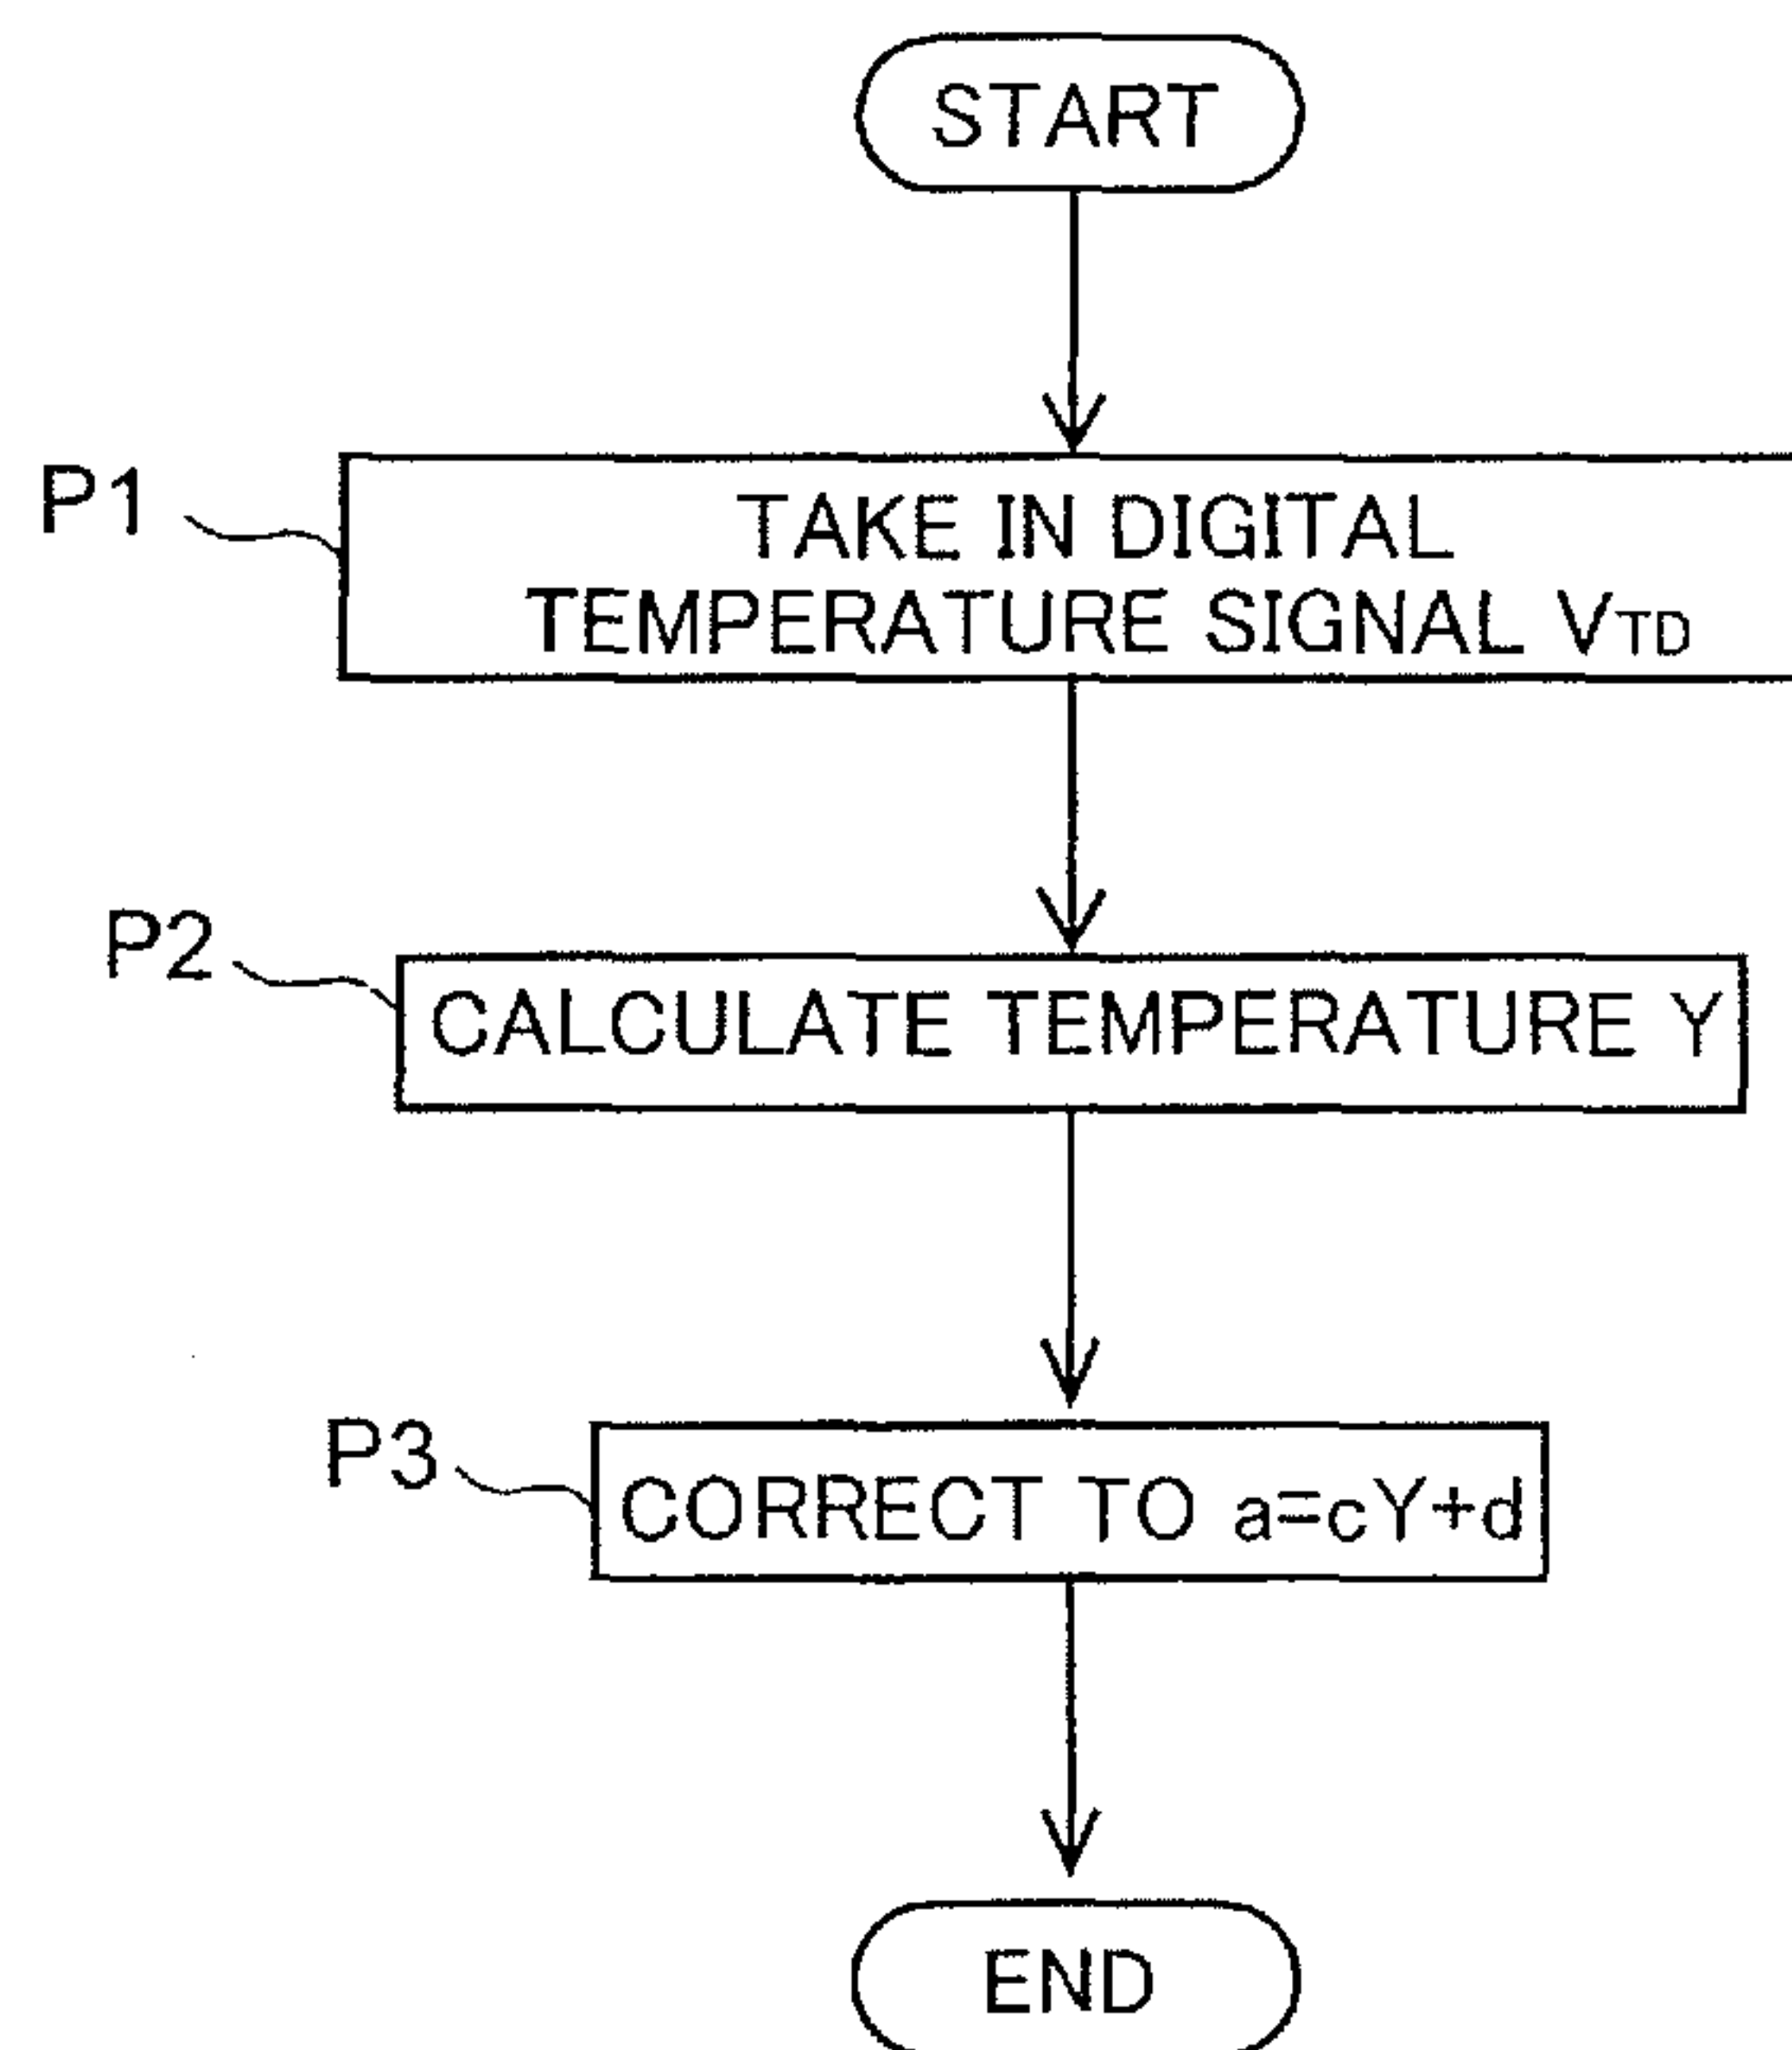 START
P1
TAKE IN DIGITAL
TEMPERATURE SIGNAL VTD
P2
CALCULATE TEMPERATURE Y
P3
CORRECT TO a=cY+d
END